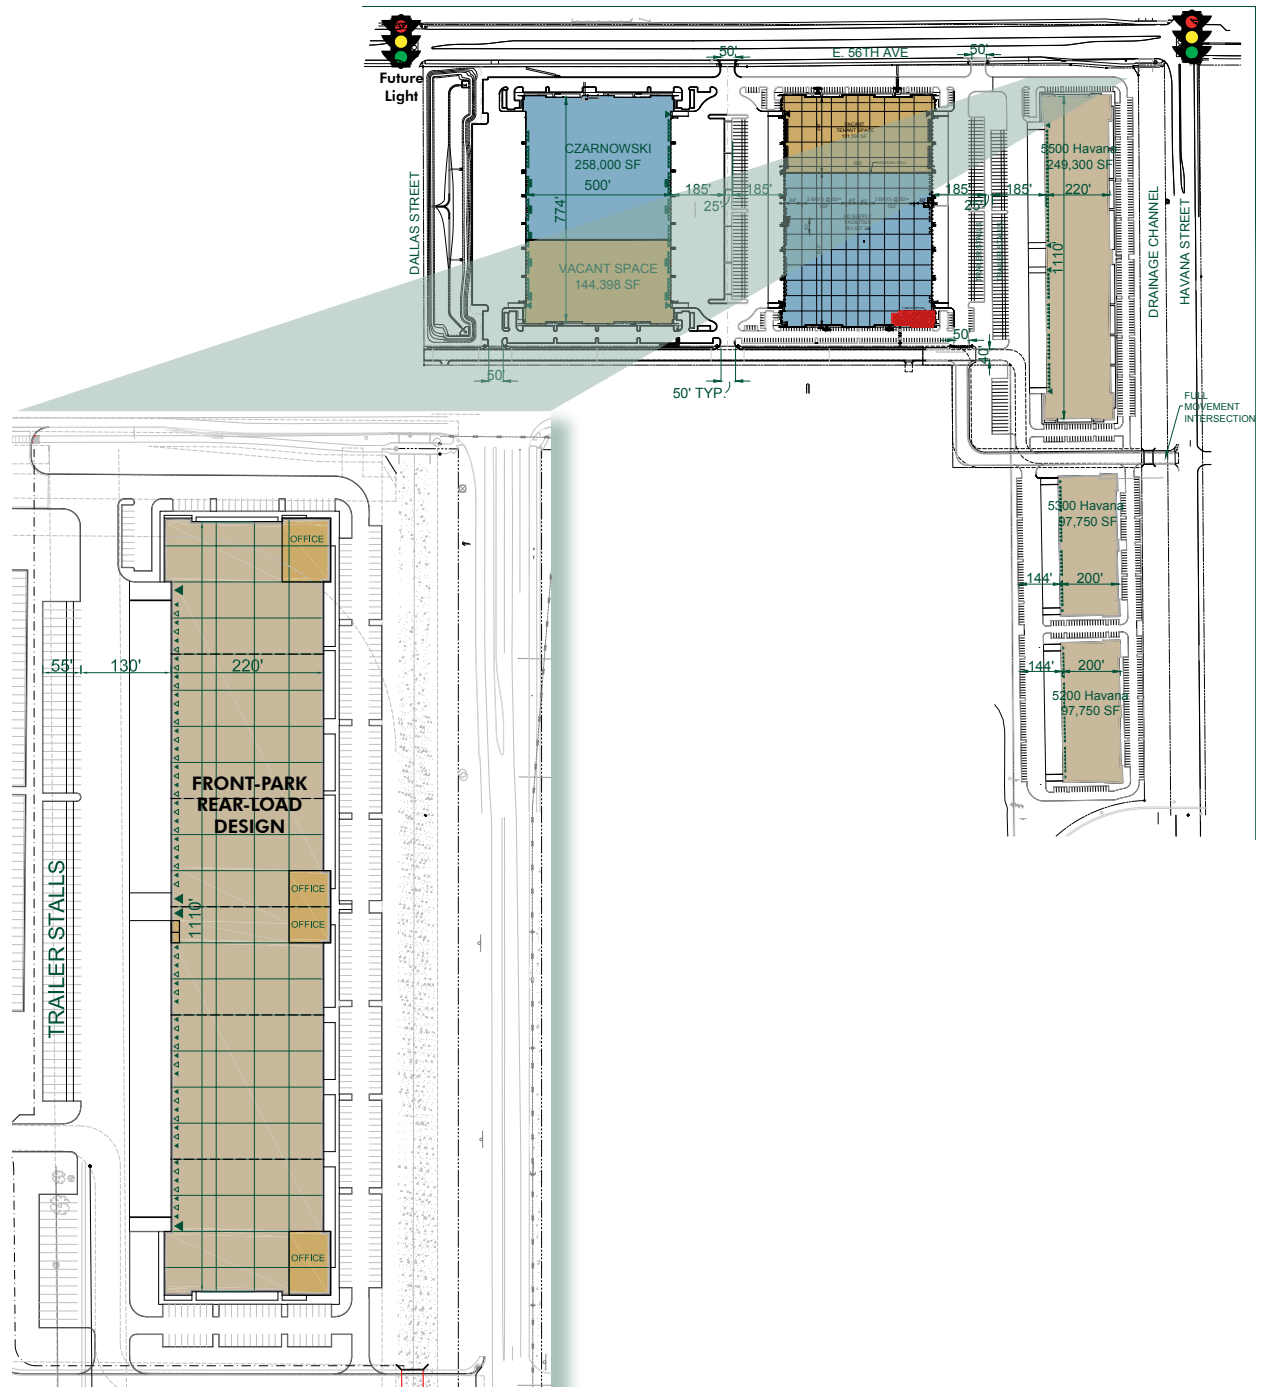 50'
E. 56TH AVE
50'
Future
Light
DALLAS STREET
CZARNOWSKI
258,000 SF
500'
774'
VACANT SPACE
144,398 SF
185'
25'
185'
VACANT
TENANT SPACE
185'
25'
185'
5500 Havana
249,300 SF
220'
1110'
DRAINAGE CHANNEL
HAVANA STREET
50'
50' TYP.
50'
40'
FULL
MOVEMENT
INTERSECTION
5300 Havana
97,750 SF
144'
200'
144'
200'
5200 Havana
97,750 SF
OFFICE
55'
130'
220'
FRONT-PARK
REAR-LOAD
DESIGN
TRAILER STALLS
OFFICE
1110'
OFFICE
OFFICE